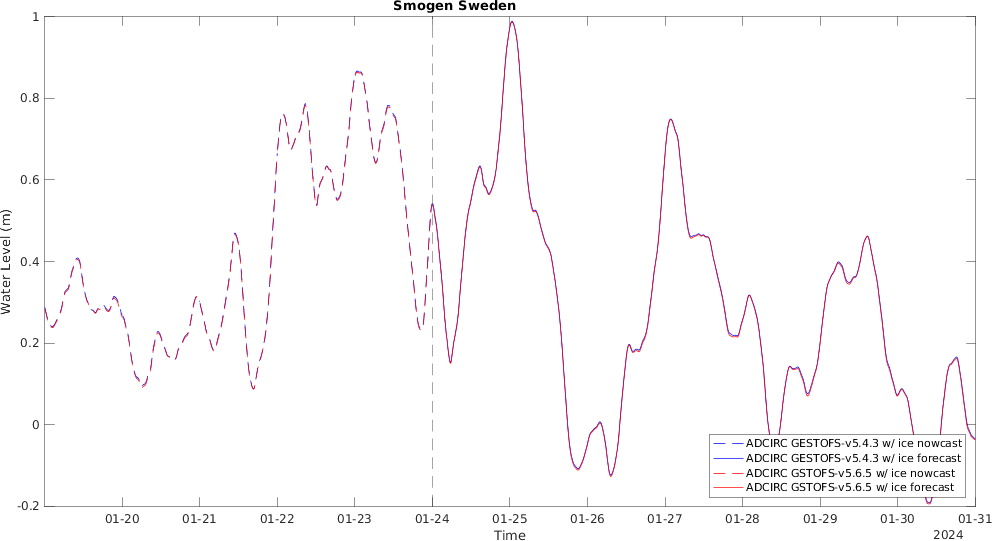 Smogen Sweden
Water Level (m)
1
0.8
0.6
0.4
0.2
0
-0.2
ADCIRC GESTOFS-v5.4.3 w/ ice nowcast
ADCIRC GESTOFS-v5.4.3 w/ ice forecast
ADCIRC GSTOFS-v5.6.5 w/ ice nowcast
ADCIRC GSTOFS-v5.6.5 w/ ice forecast
01-20 01-21 01-22 01-23 01-24 01-25 01-26 01-27 01-28 01-29 01-30 01-31
Time
2024